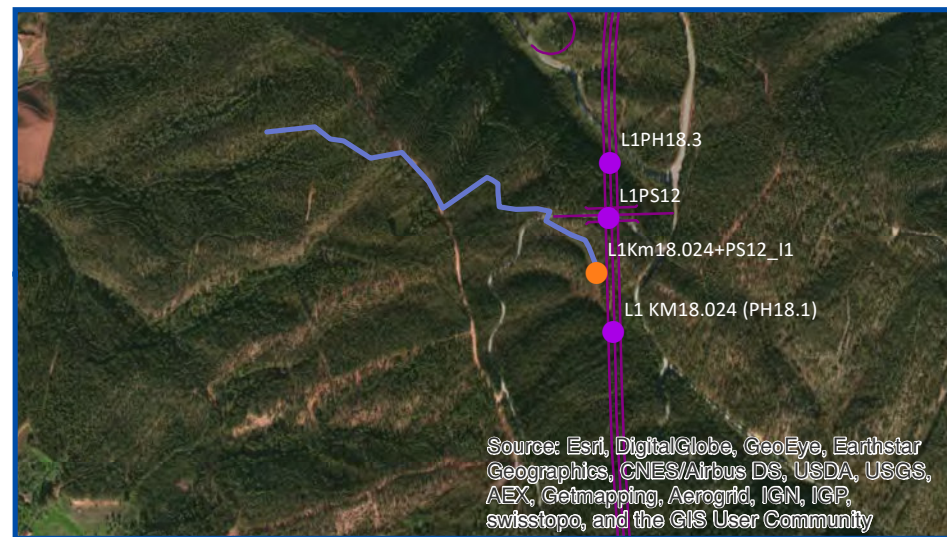 L1PH18.3
L1PS12
L1Km18.024+PS12_I1
L1 KM18.024 (PH18.1)
Source: Esri, DigitalGlobe, GeoEye, Earthstar
Geographics, CNES/Airbus DS, USDA, USGS,
AEX, Getmapping, Aerogrid, IGN, IGP,
swisstopo, and the GIS User Community